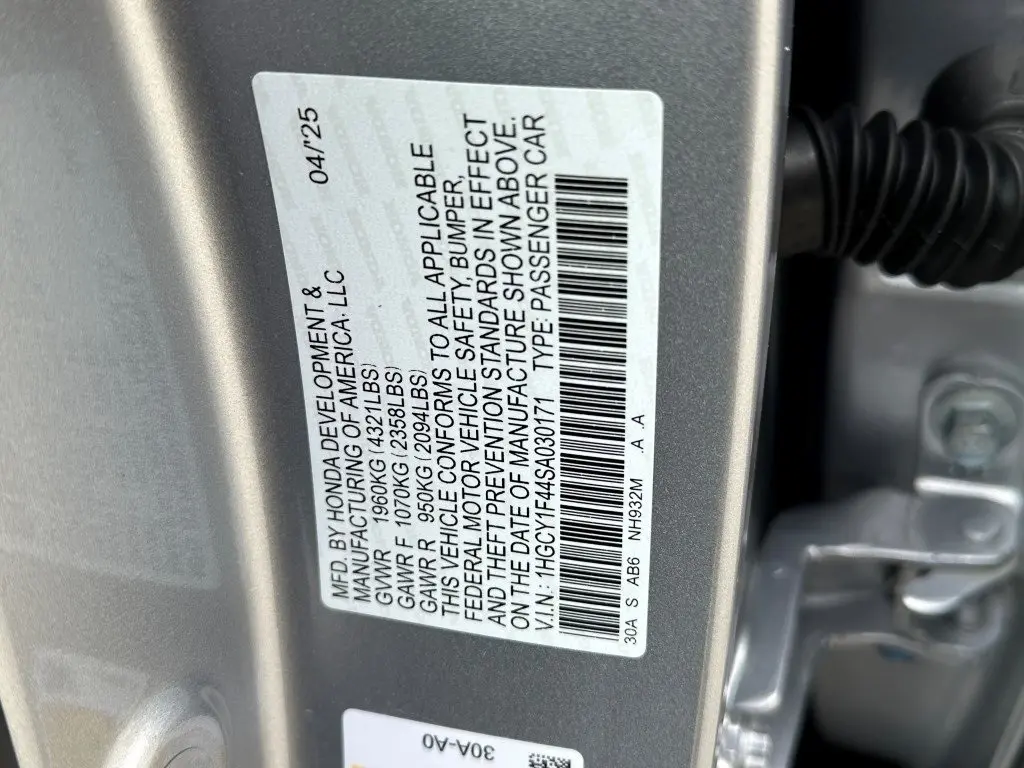 04/'25
MFD. BY HONDA DEVELOPMENT &
MANUFACTURING OF AMERICA. LLC
GVWR 1960KG (4321LBS)
GAWR F 1070KG (2358LBS)
GAWR R 950KG (2094LBS)
THIS VEHICLE CONFORMS TO ALL APPLICABLE
FEDERAL MOTOR VEHICLE SAFETY, BUMPER,
AND THEFT PREVENTION STANDARDS IN EFFECT
ON THE DATE OF MANUFACTURE SHOWN ABOVE.
V.I.N: 1HGCY1F44SA030171 TYPE: PASSENGER CAR
30A S AB6 NH932M .A .A
30A-A0